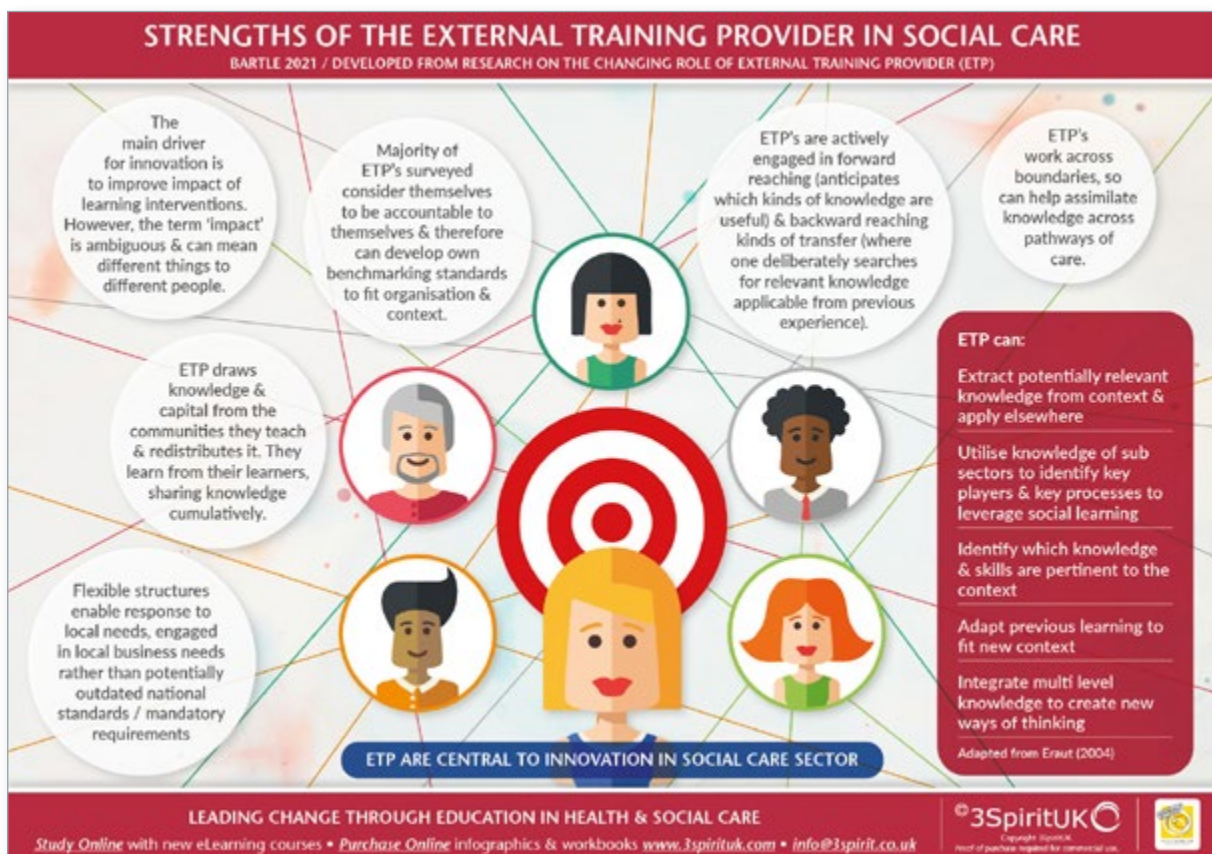 STRENGTHS OF THE EXTERNAL TRAINING PROVIDER IN SOCIAL CARE
BARTLE 2021 / DEVELOPED FROM RESEARCH ON THE CHANGING ROLE OF EXTERNAL TRAINING PROVIDER (ETP)
The
main driver
for innovation is
to improve impact of
learning interventions.
However, the term 'impact'
is ambiguous & can mean
different things to
different people.
Majority of
ETP's surveyed
consider themselves
to be accountable to
themselves & therefore
can develop own
benchmarking standards
to fit organisation &
context.
ETP's are actively
engaged in forward
reaching (anticipates
which kinds of knowledge are
useful) & backward reaching
kinds of transfer (where
one deliberately searches
for relevant knowledge
applicable from previous
experience).
ETP's
work across
boundaries, so
can help assimilate
knowledge across
pathways of
care.
ETP draws
knowledge &
capital from the
communities they teach
& redistributes it. They
learn from their learners,
sharing knowledge
cumulatively.
Flexible structures
enable response to
local needs, engaged
in local business needs
rather than potentially
outdated national
standards / mandatory
requirements
ETP can:
Extract potentially relevant
knowledge from context &
apply elsewhere
Utilise knowledge of sub
sectors to identify key
players & key processes to
leverage social learning
Identify which knowledge
& skills are pertinent to the
context
Adapt previous learning to
fit new context
Integrate multi level
knowledge to create new
ways of thinking
Adapted from Eraut (2004)
ETP ARE CENTRAL TO INNOVATION IN SOCIAL CARE SECTOR
LEADING CHANGE THROUGH EDUCATION IN HEALTH & SOCIAL CARE
Study Online with new eLearning courses • Purchase Online infographics & workbooks www.3spirituk.com • info@3spirit.co.uk
©3SpiritUK
Copyright 3SpiritUK
Proof of purchase required for commercial use.